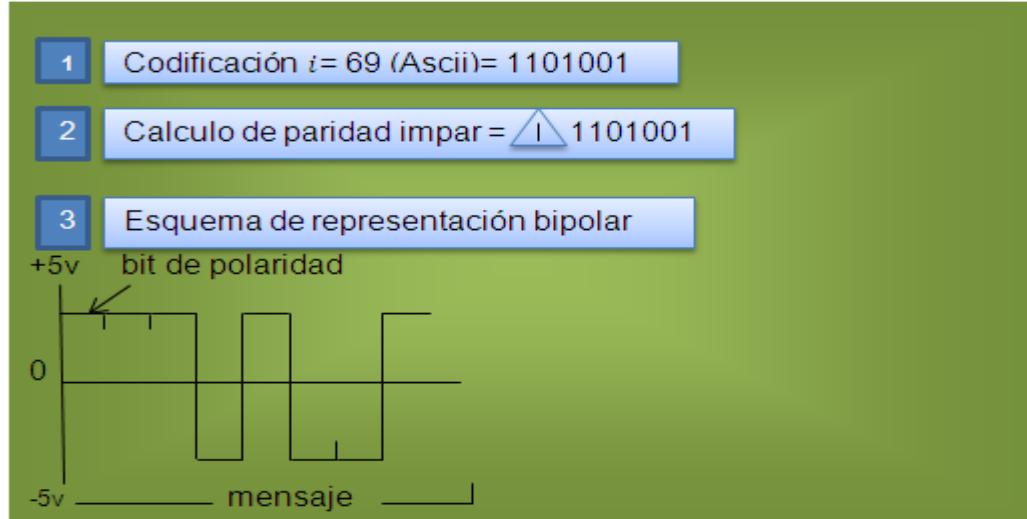 1 Codificación i= 69 (Ascii)= 1101001
2 Calculo de paridad impar = I 1101001
3 Esquema de representación bipolar
+5v bit de polaridad
0
-5v mensaje